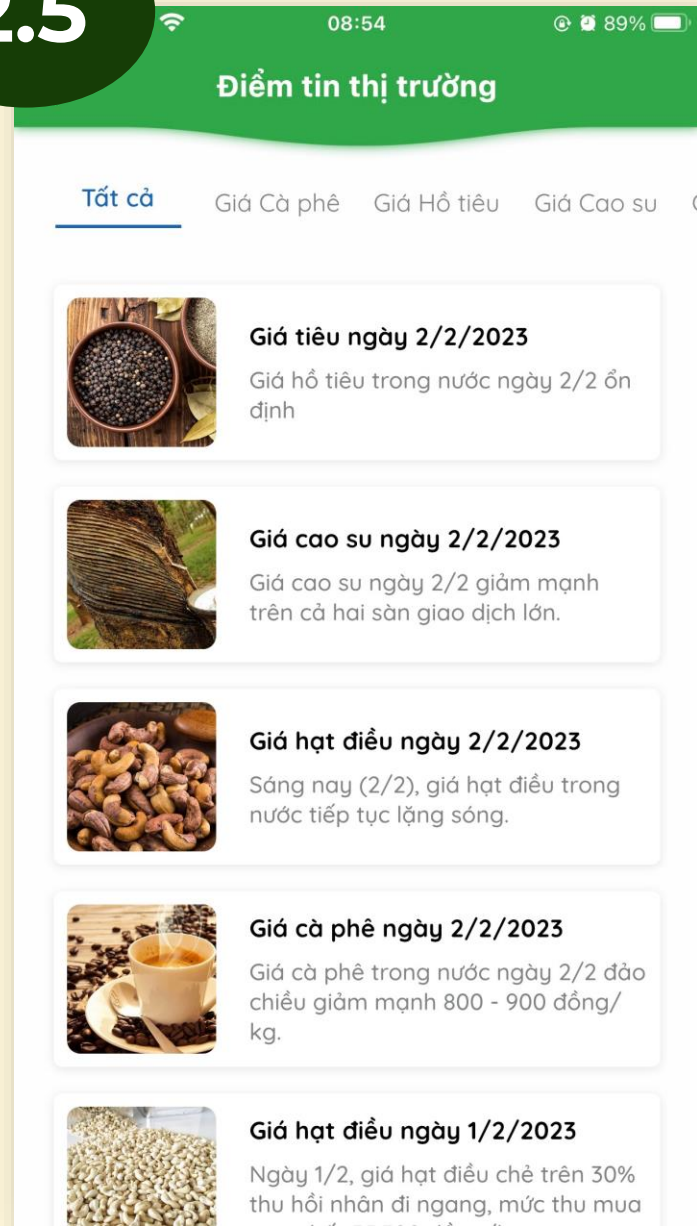 2.5
08:54
89%
Điểm tin thị trường
Tất cả Giá Cà phê Giá Hồ tiêu Giá Cao su
Giá tiêu ngày 2/2/2023
Giá hồ tiêu trong nước ngày 2/2 ổn
định
Giá cao su ngày 2/2/2023
Giá cao su ngày 2/2 giảm mạnh
trên cả hai sàn giao dịch lớn.
Giá hạt điều ngày 2/2/2023
Sáng nay (2/2), giá hạt điều trong
nước tiếp tục lặng sóng.
Giá cà phê ngày 2/2/2023
Giá cà phê trong nước ngày 2/2 đảo
chiều giảm mạnh 800 - 900 đồng/
kg.
Giá hạt điều ngày 1/2/2023
Ngày 1/2, giá hạt điều chẻ trên 30%
thu hồi nhân đi ngang, mức thu mua